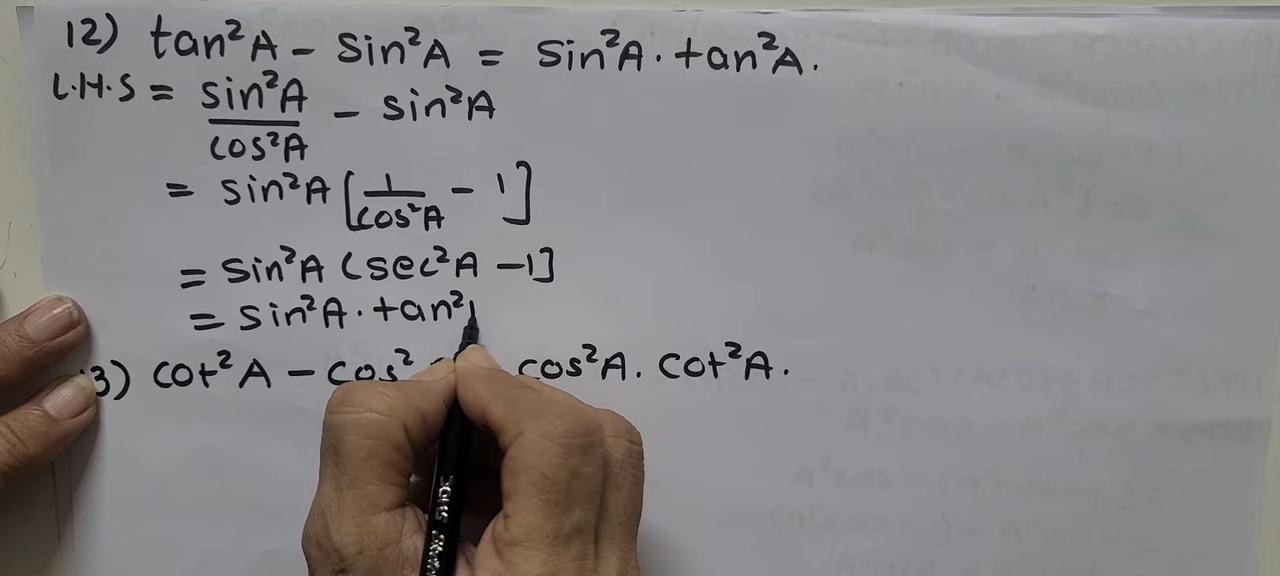 12) tan²A - sin²A = sin²A. tan²A.
L.H.S = sin²A/cos²A - sin²A
= sin²A [1/cos²A - 1]
= sin²A (sec²A - 1]
= sin²A. tan²
3) cot²A - cos² cos²A. cot²A.